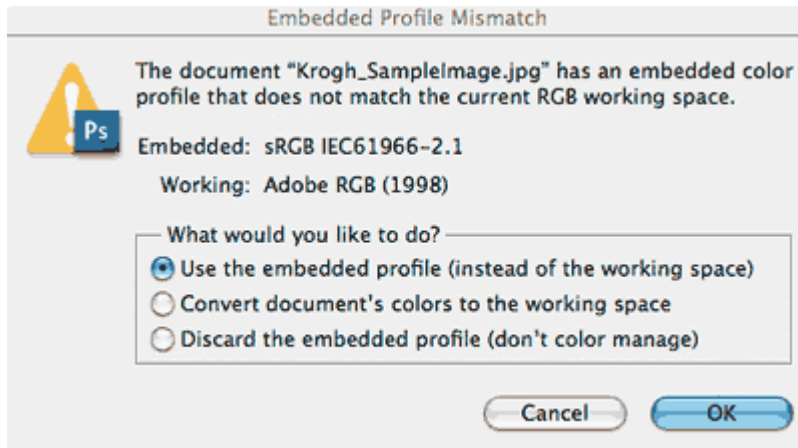 Embedded Profile Mismatch
The document “Krogh_SampleImage.jpg” has an embedded color
profile that does not match the current RGB working space.
Ps
Embedded: sRGB IEC61966-2.1
Working: Adobe RGB (1998)
What would you like to do?
Use the embedded profile (instead of the working space)
Convert document's colors to the working space
Discard the embedded profile (don't color manage)
Cancel OK